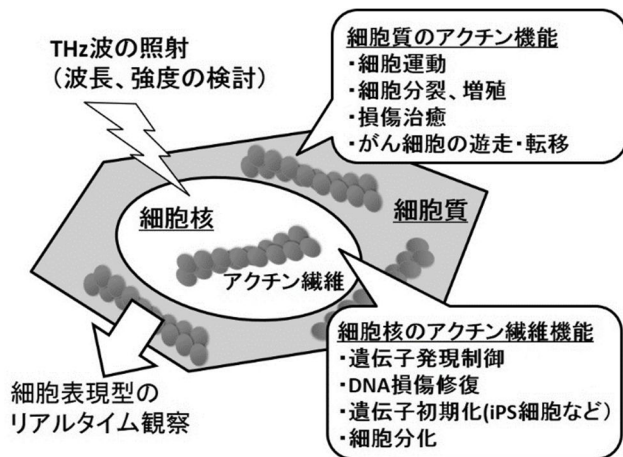 THz波の照射
（波長、強度の検討）
細胞質のアクチン機能
・細胞運動
・細胞分裂、増殖
・損傷治癒
・がん細胞の遊走・転移
細胞核
細胞質
アクチン繊維
細胞核のアクチン繊維機能
・遺伝子発現制御
・DNA損傷修復
・遺伝子初期化(iPS細胞など）
・細胞分化
細胞表現型の
リアルタイム観察